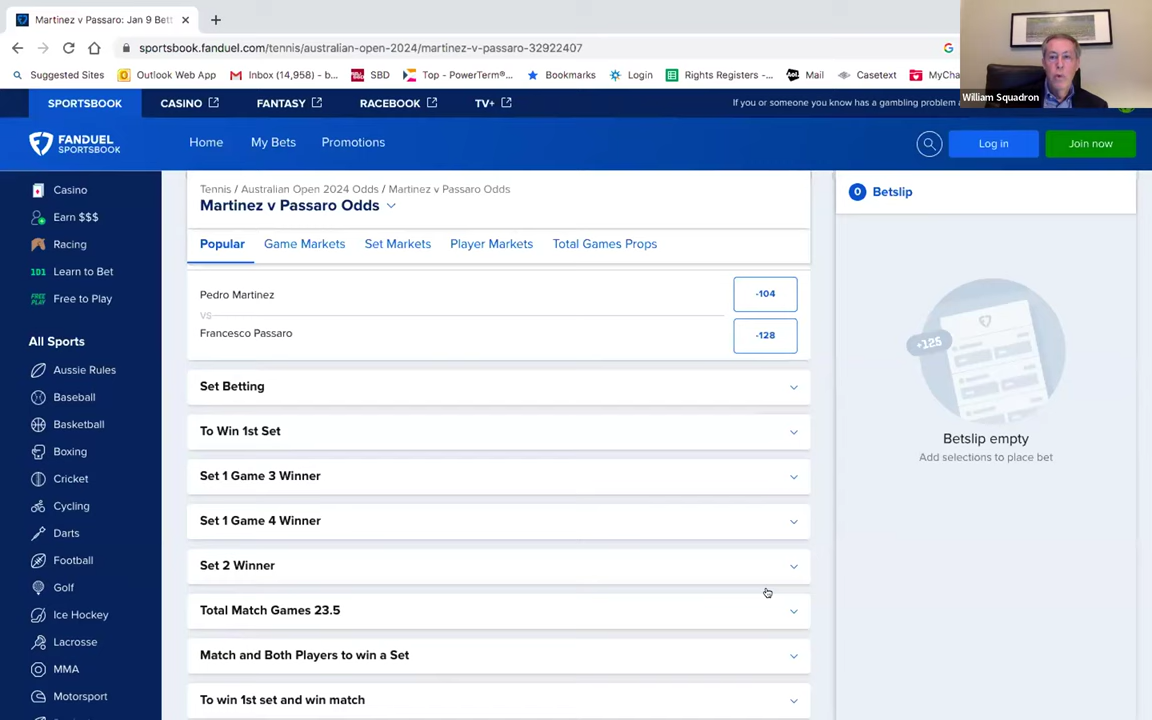 Martinez v Passaro: Jan 9 Bett
sportsbook.fanduel.com/tennis/australian-open-2024/martinez-v-passaro-32922407
Suggested Sites
Outlook Web App
Inbox (14,958) - b...
SBD
Top - PowerTerm®...
Bookmarks
Login
Rights Registers -...
Aol.
Mail
Casetext
MyCha
William Squadron
SPORTSBOOK
CASINO
FANTASY
RACEBOOK
TV+
If you or someone you know has a gambling problem a
FANDUEL
SPORTSBOOK
Home
My Bets
Promotions
Log in
Join now
Casino
Earn $$$
Racing
101
Learn to Bet
FREE PLAY
Free to Play
All Sports
Aussie Rules
Baseball
Basketball
Boxing
Cricket
Cycling
Darts
Football
Golf
Ice Hockey
Lacrosse
MMA
Motorsport
Tennis / Australian Open 2024 Odds / Martinez v Passaro Odds
Martinez v Passaro Odds
Popular
Game Markets
Set Markets
Player Markets
Total Games Props
Pedro Martinez
-104
VS
Francesco Passaro
-128
Set Betting
To Win 1st Set
Set 1 Game 3 Winner
Set 1 Game 4 Winner
Set 2 Winner
Total Match Games 23.5
Match and Both Players to win a Set
To win 1st set and win match
0 Betslip
+125
Betslip empty
Add selections to place bet